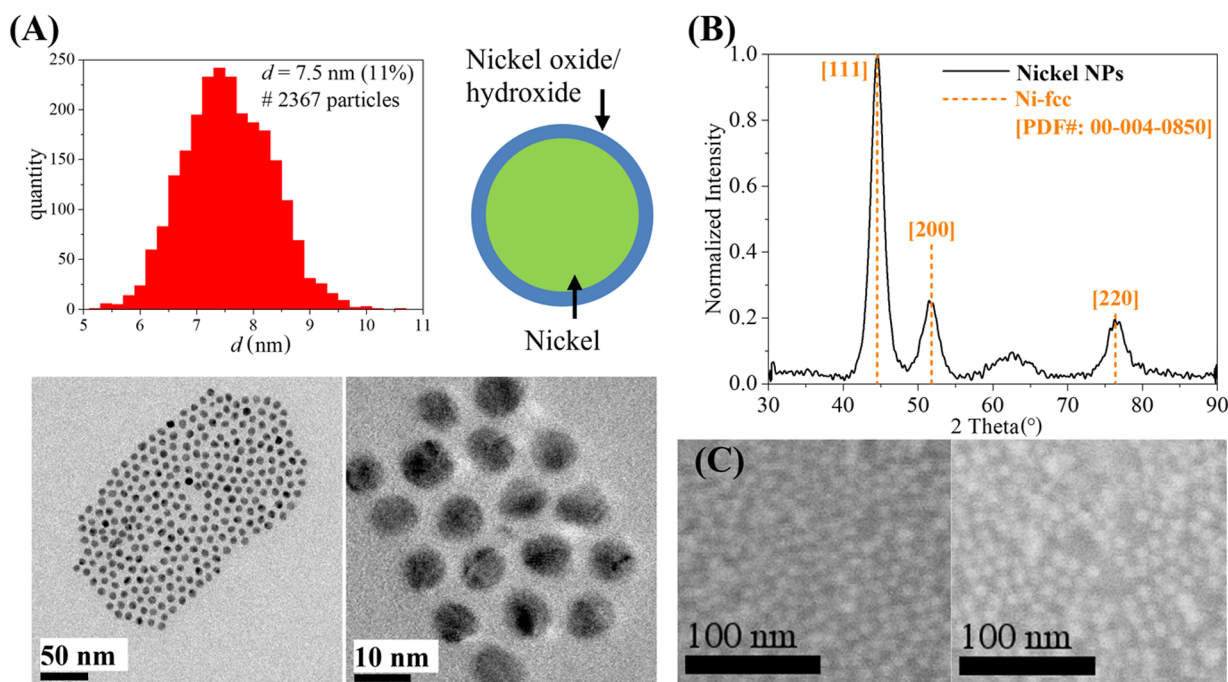 (A)
250
200
150
100
50
0
quantity
d = 7.5 nm (11%)
# 2367 particles
5 6 7 8 9 10 11
d (nm)
Nickel oxide/
hydroxide
Nickel
50 nm
10 nm
(B)
1.0
0.8
0.6
0.4
0.2
0.0
Normalized Intensity
[111]
[200]
[220]
Nickel NPs
Ni-fcc
[PDF#: 00-004-0850]
30 40 50 60 70 80 90
2 Theta(°)
(C)
100 nm
100 nm